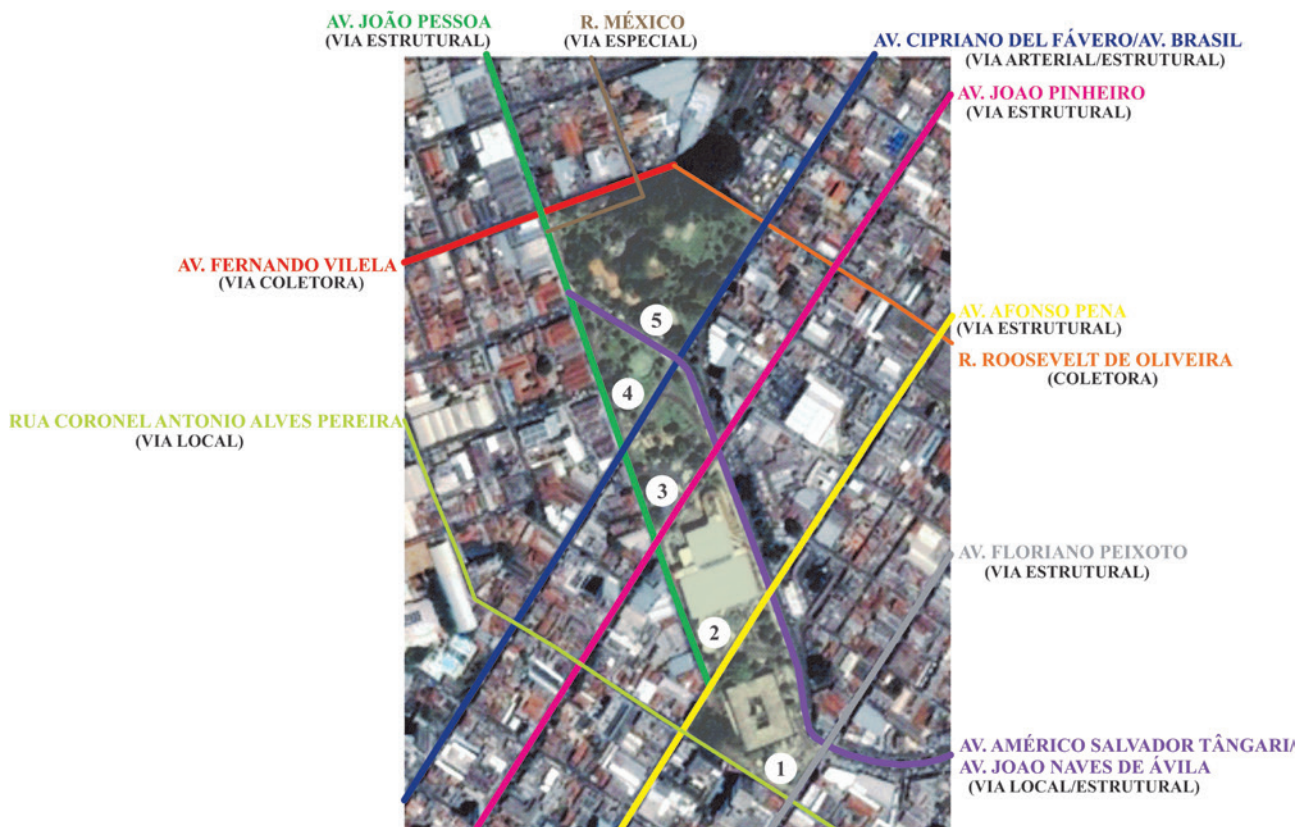 AV. JOÃO PESSOA
(VIA ESTRUTURAL)
R. MÉXICO
(VIA ESPECIAL)
AV. CIPRIANO DEL FÁVERO/AV. BRASIL
(VIA ARTERIAL/ESTRUTURAL)
AV. JOAO PINHEIRO
(VIA ESTRUTURAL)
AV. FERNANDO VILELA
(VIA COLETORA)
AV. AFONSO PENA
(VIA ESTRUTURAL)
R. ROOSEVELT DE OLIVEIRA
(COLETORA)
RUA CORONEL ANTONIO ALVES PEREIRA
(VIA LOCAL)
5
4
3
2
1
AV. FLORIANO PEIXOTO
(VIA ESTRUTURAL)
AV. AMÉRICO SALVADOR TÂNGARI/
AV. JOAO NAVES DE ÁVILA
(VIA LOCAL/ESTRUTURAL)